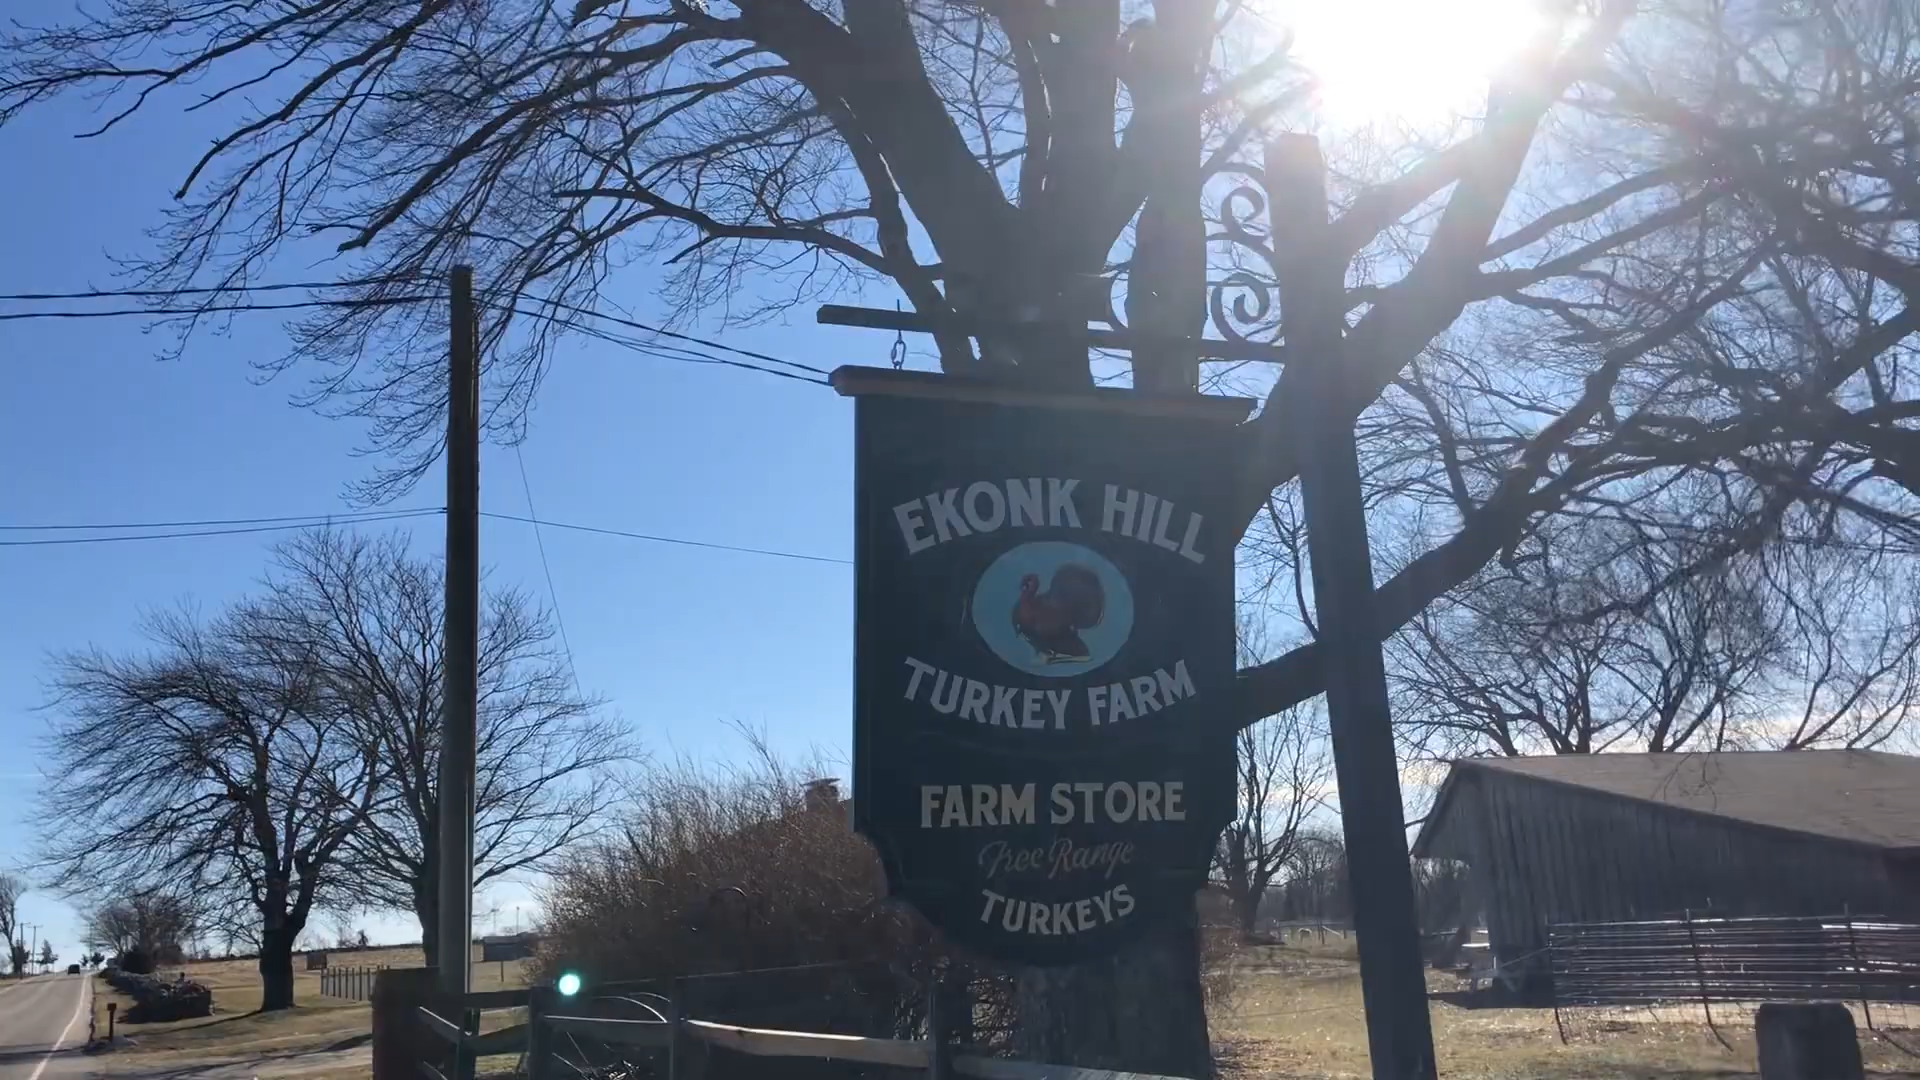 EKONK HILL
TURKEY FARM
FARM STORE
Free Range
TURKEYS